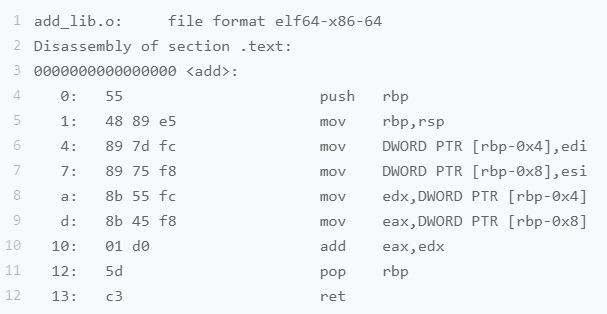 1 add_lib.o:     file format elf64-x86-64
2 Disassembly of section .text:
3 0000000000000000 <add>:
4    0:   55                      push   rbp
5    1:   48 89 e5                mov    rbp,rsp
6    4:   89 7d fc                mov    DWORD PTR [rbp-0x4],edi
7    7:   89 75 f8                mov    DWORD PTR [rbp-0x8],esi
8    a:   8b 55 fc                mov    edx,DWORD PTR [rbp-0x4]
9    d:   8b 45 f8                mov    eax,DWORD PTR [rbp-0x8]
10   10:   01 d0                   add    eax,edx
11   12:   5d                      pop    rbp
12   13:   c3                      ret